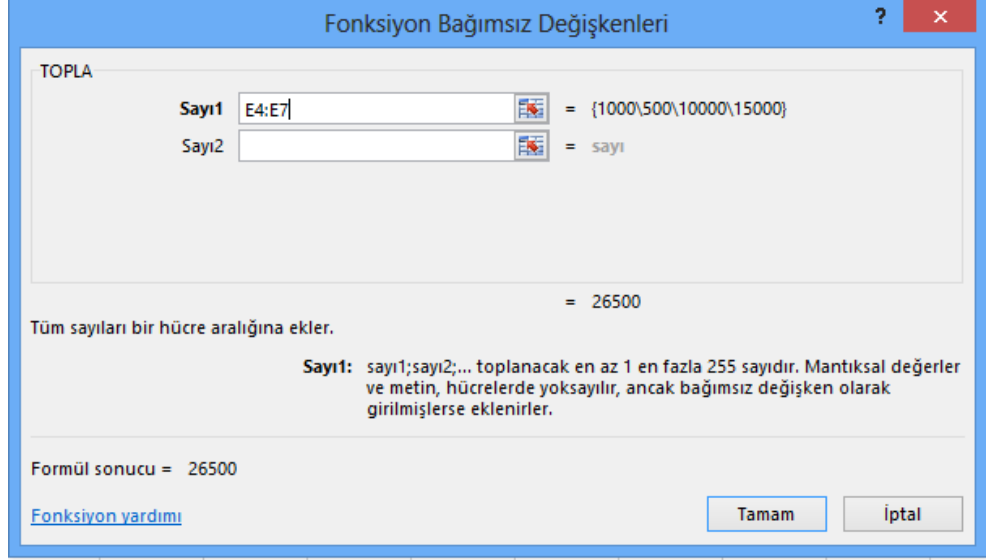 Fonksiyon Bağımsız Değişkenleri ?
TOPLA
Sayı1 E4:E7 = {1000\500\10000\15000}
Sayı2 = sayı
= 26500
Tüm sayıları bir hücre aralığına ekler.
Sayı1: sayı1;sayı2;... toplanacak en az 1 en fazla 255 sayıdır. Mantıksal değerler
ve metin, hücrelerde yoksayılır, ancak bağımsız değişken olarak
girilmişlerse eklenirler.
Formül sonucu = 26500
Fonksiyon yardımı Tamam İptal